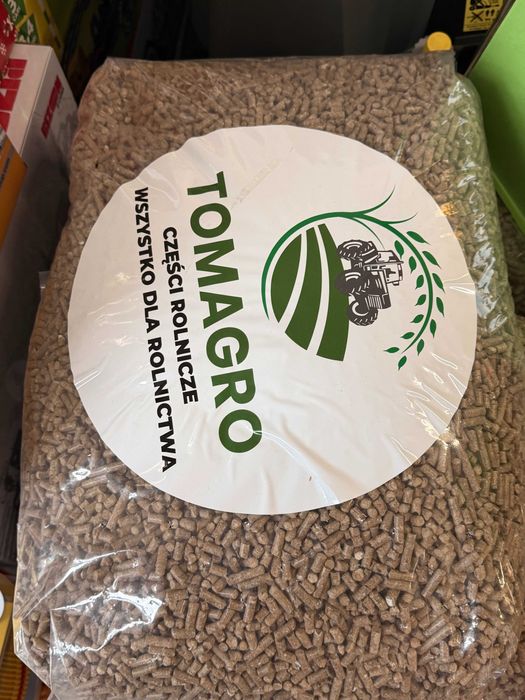 TOMAGRO
CZĘŚCI ROLNICZE
WSZYSTKO DLA ROLNICTWA